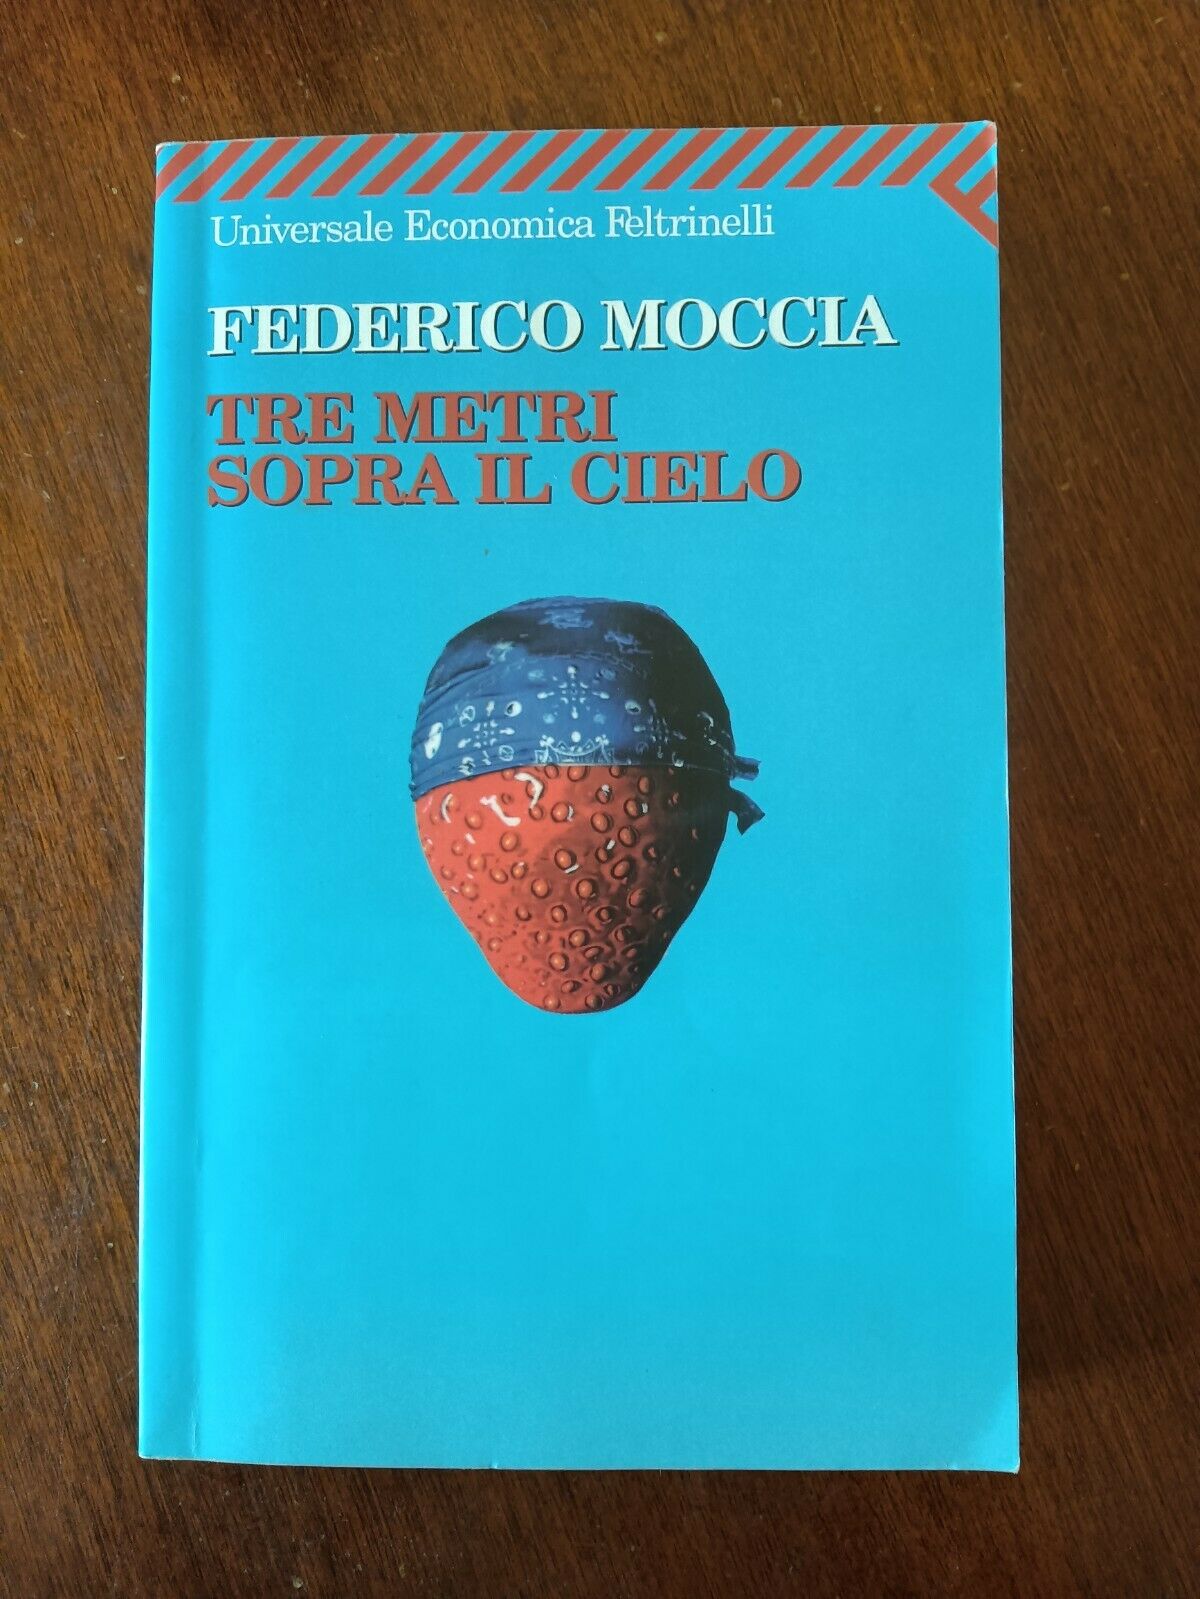 Universale Economica Feltrinelli
FEDERICO MOCCIA
TRE METRI
SOPRA IL CIELO